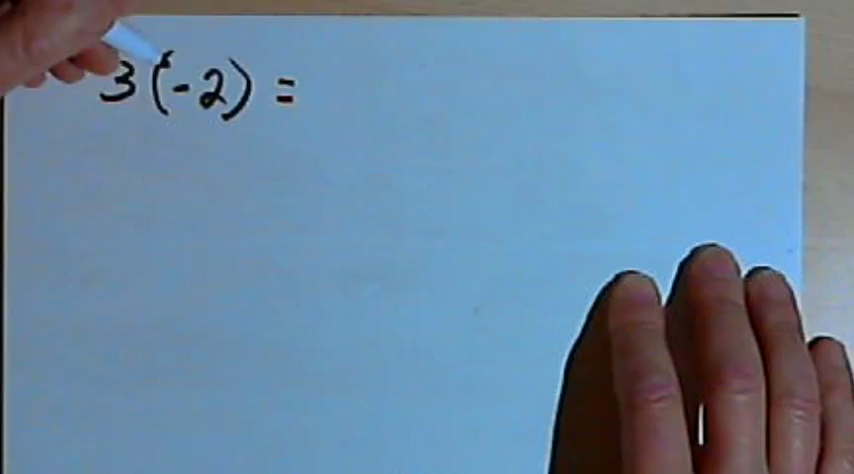 3(-2) =